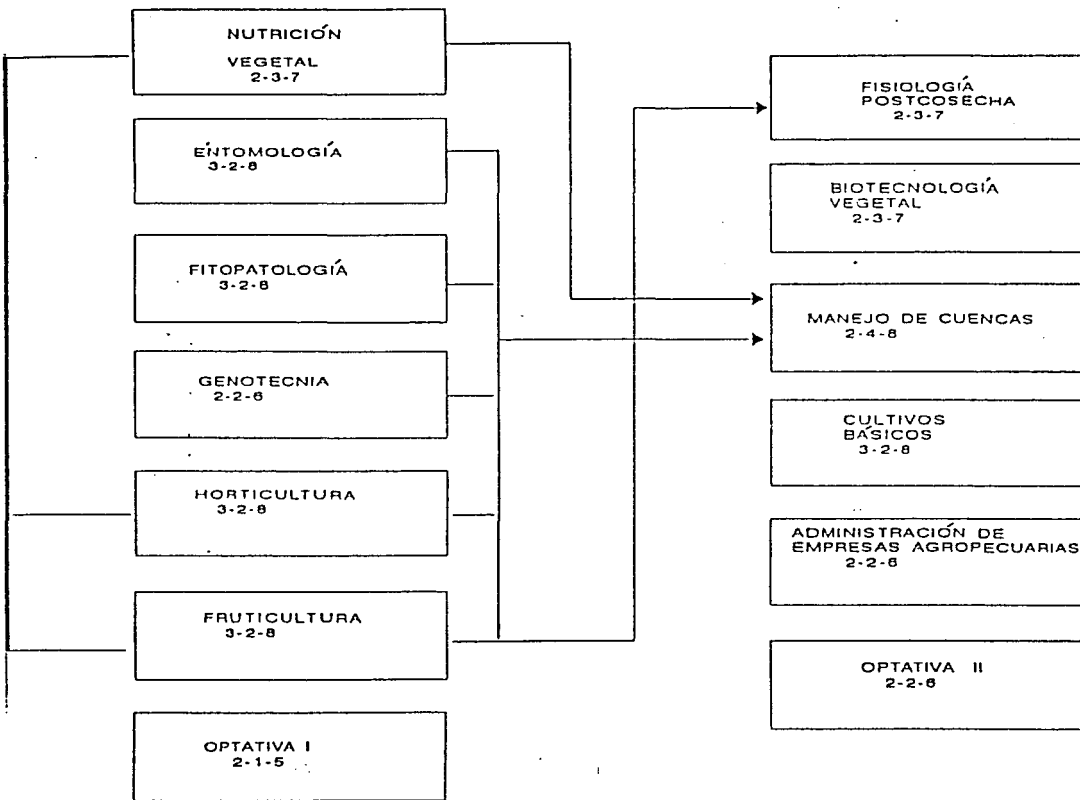 NUTRICIÓN
VEGETAL
2-3-7
ENTOMOLOGÍA
3-2-8
FITOPATOLOGÍA
3-2-8
GENOTECNIA
2-2-6
HORTICULTURA
3-2-8
FRUTICULTURA
3-2-8
OPTATIVA I
2-1-5
FISIOLOGÍA
POSTCOSECHA
2-3-7
BIOTECNOLOGÍA
VEGETAL
2-3-7
MANEJO DE CUENCAS
2-4-8
CULTIVOS
BÁSICOS
3-2-8
ADMINISTRACIÓN DE
EMPRESAS AGROPECUARIAS
2-2-6
OPTATIVA II
2-2-6